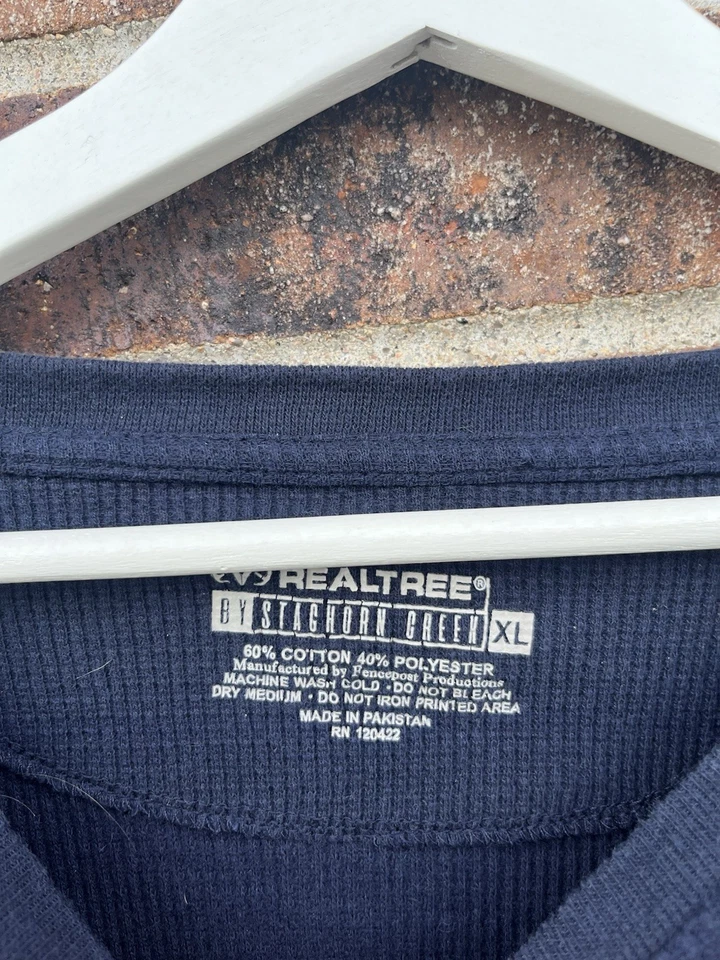 REALTREE®
BY STAGHORN CREEK XL
60% COTTON 40% POLYESTER
Manufactured by Fencepost Productions
MACHINE WASH COLD · DO NOT BLEACH
DRY MEDIUM · DO NOT IRON PRINTED AREA
MADE IN PAKISTAN
RN 120422